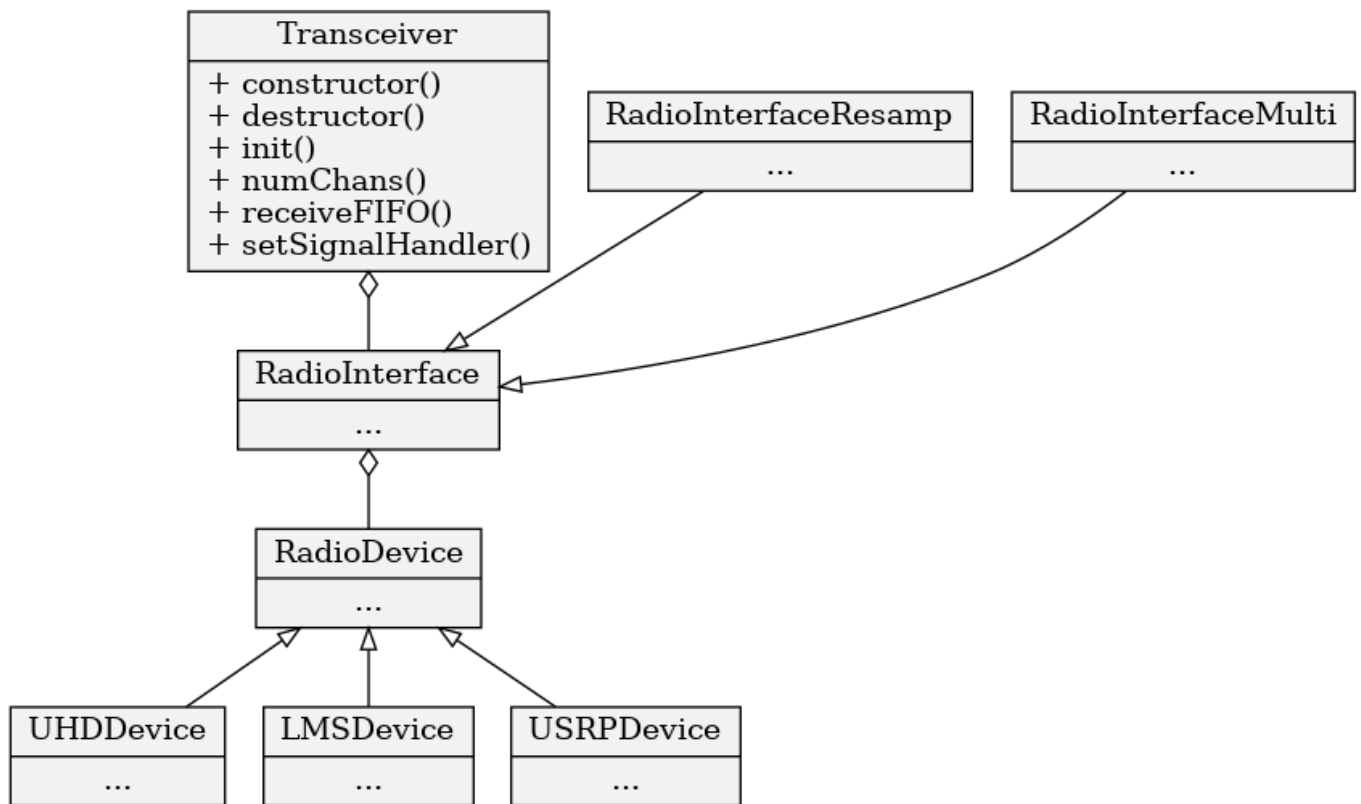 Transceiver
+ constructor()
+ destructor()
+ init()
+ numChans()
+ receiveFIFO()
+ setSignalHandler()
RadioInterfaceResamp
...
RadioInterfaceMulti
...
RadioInterface
...
RadioDevice
...
UHDDevice
...
LMSDevice
...
USRPDevice
...